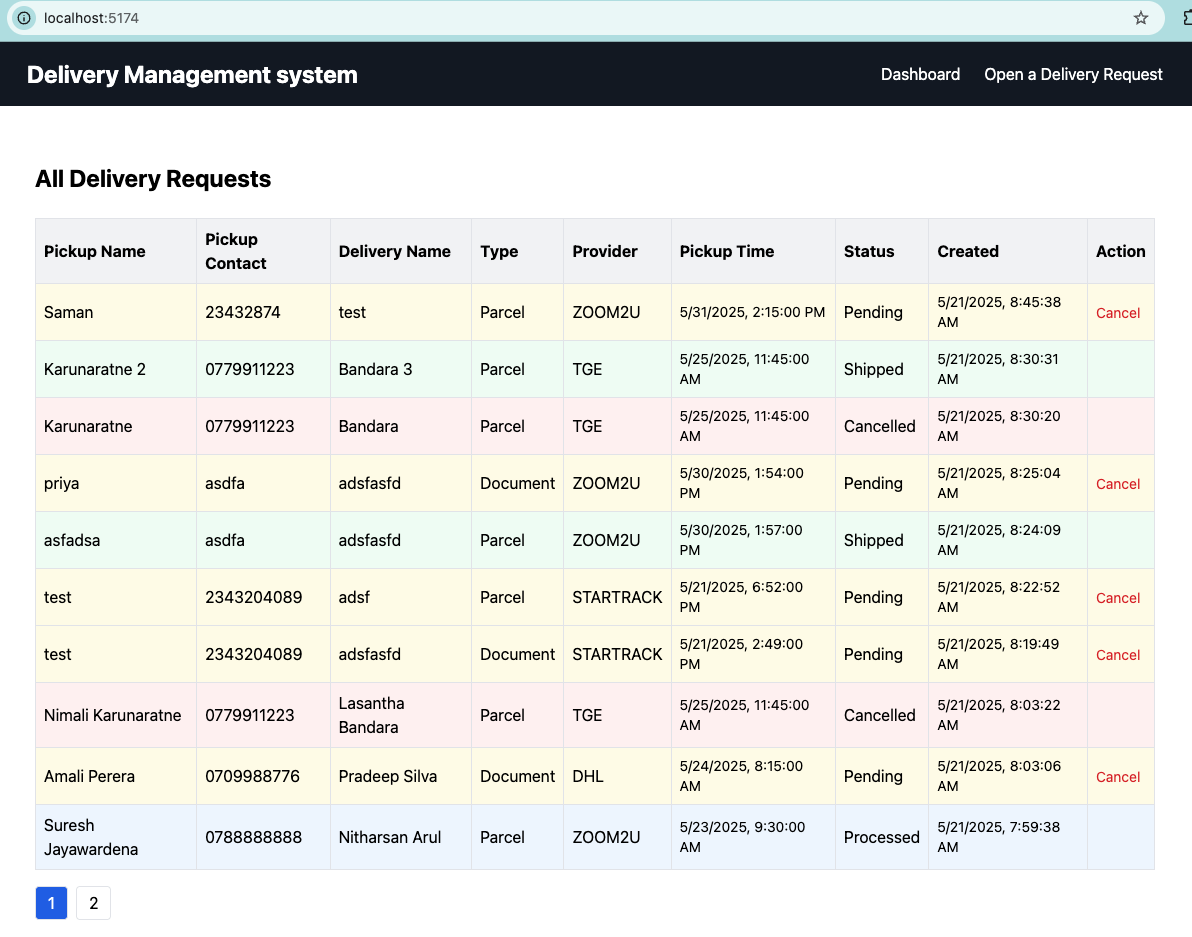 localhost:5174
Delivery Management system
Dashboard
Open a Delivery Request
All Delivery Requests
Pickup Name
Pickup
Contact
Delivery Name
Type
Provider
Pickup Time
Status
Created
Action
Saman
23432874
test
Parcel
ZOOM2U
5/31/2025, 2:15:00 PM
Pending
5/21/2025, 8:45:38
AM
Cancel
Karunaratne 2
0779911223
Bandara 3
Parcel
TGE
5/25/2025, 11:45:00
AM
Shipped
5/21/2025, 8:30:31
AM
Karunaratne
0779911223
Bandara
Parcel
TGE
5/25/2025, 11:45:00
AM
Cancelled
5/21/2025, 8:30:20
AM
priya
asdfa
adsfasfd
Document
ZOOM2U
5/30/2025, 1:54:00
PM
Pending
5/21/2025, 8:25:04
AM
Cancel
asfadsa
asdfa
adsfasfd
Parcel
ZOOM2U
5/30/2025, 1:57:00
PM
Shipped
5/21/2025, 8:24:09
AM
test
2343204089
adsf
Parcel
STARTRACK
5/21/2025, 6:52:00
PM
Pending
5/21/2025, 8:22:52
AM
Cancel
test
2343204089
adsfasfd
Document
STARTRACK
5/21/2025, 2:49:00
PM
Pending
5/21/2025, 8:19:49
AM
Cancel
Nimali Karunaratne
0779911223
Lasantha
Bandara
Parcel
TGE
5/25/2025, 11:45:00
AM
Cancelled
5/21/2025, 8:03:22
AM
Amali Perera
0709988776
Pradeep Silva
Document
DHL
5/24/2025, 8:15:00
AM
Pending
5/21/2025, 8:03:06
AM
Cancel
Suresh
Jayawardena
0788888888
Nitharsan Arul
Parcel
ZOOM2U
5/23/2025, 9:30:00
AM
Processed
5/21/2025, 7:59:38
AM
1
2